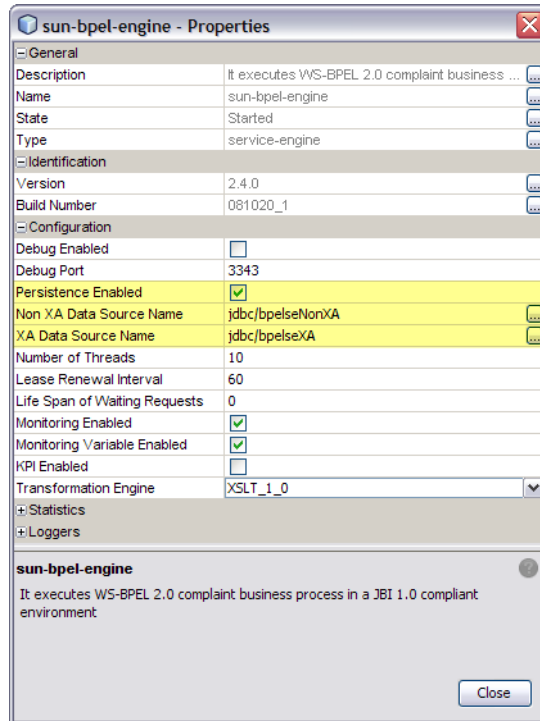 sun-bpel-engine - Properties
General
Description It executes WS-BPEL 2.0 complaint business ... ...
Name sun-bpel-engine ...
State Started ...
Type service-engine ...
Identification
Version 2.4.0 ...
Build Number 081020_1 ...
Configuration
Debug Enabled
Debug Port 3343
Persistence Enabled
Non XA Data Source Name jdbc/bpelseNonXA ...
XA Data Source Name jdbc/bpelseXA ...
Number of Threads 10
Lease Renewal Interval 60
Life Span of Waiting Requests 0
Monitoring Enabled
Monitoring Variable Enabled
KPI Enabled
Transformation Engine XSLT_1_0
Statistics
Loggers
sun-bpel-engine ?
It executes WS-BPEL 2.0 complaint business process in a JBI 1.0 compliant
environment
Close